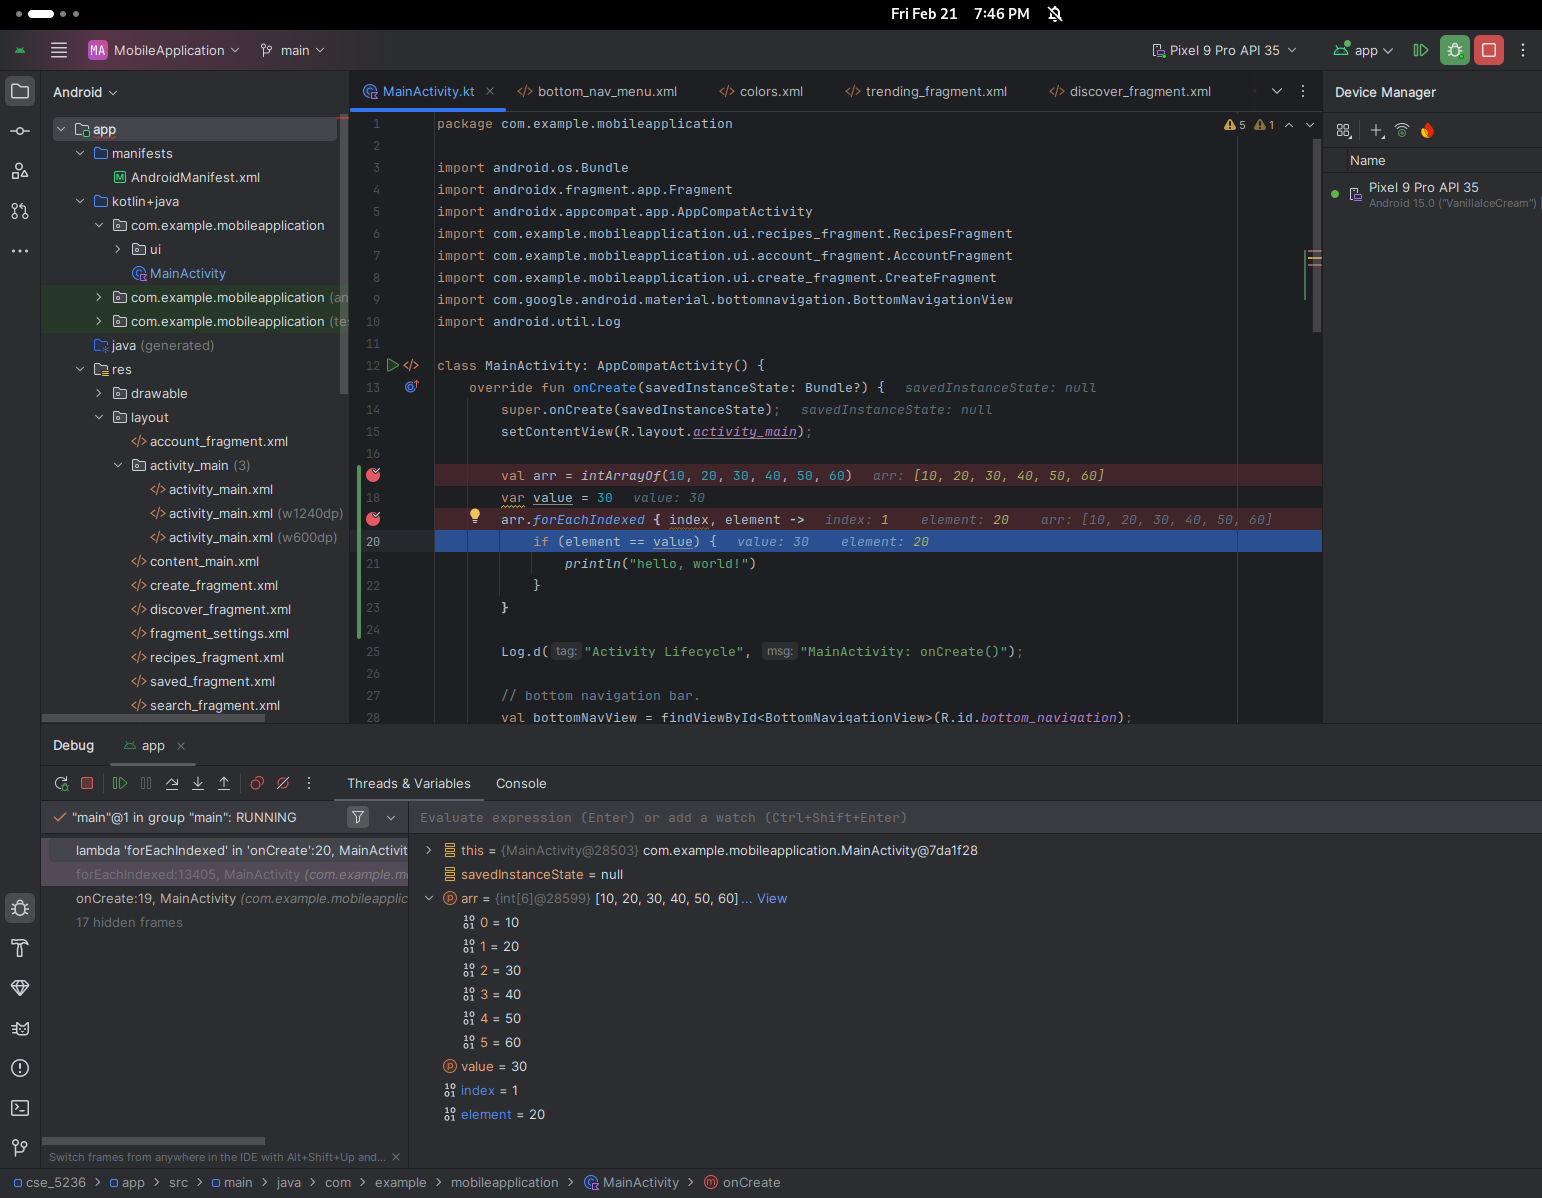 Fri Feb 21 7:46 PM
MA MobileApplication main Pixel 9 Pro API 35 app
Android
MainActivity.kt bottom_nav_menu.xml colors.xml trending_fragment.xml discover_fragment.xml
app
manifests
AndroidManifest.xml
kotlin+java
com.example.mobileapplication
ui
MainActivity
com.example.mobileapplication (an
com.example.mobileapplication (te
java (generated)
res
drawable
layout
account_fragment.xml
activity_main (3)
activity_main.xml
activity_main.xml (w1240dp)
activity_main.xml (w600dp)
content_main.xml
create_fragment.xml
discover_fragment.xml
fragment_settings.xml
recipes_fragment.xml
saved_fragment.xml
search_fragment.xml
1 package com.example.mobileapplication 5 1
2
3 import android.os.Bundle
4 import androidx.fragment.app.Fragment
5 import androidx.appcompat.app.AppCompatActivity
6 import com.example.mobileapplication.ui.recipes_fragment.RecipesFragment
7 import com.example.mobileapplication.ui.account_fragment.AccountFragment
8 import com.example.mobileapplication.ui.create_fragment.CreateFragment
9 import com.google.android.material.bottomnavigation.BottomNavigationView
10 import android.util.Log
11
12 </> class MainActivity: AppCompatActivity() {
13 override fun onCreate(savedInstanceState: Bundle?) { savedInstanceState: null
14 super.onCreate(savedInstanceState); savedInstanceState: null
15 setContentView(R.layout.activity_main);
16
val arr = intArrayOf(10, 20, 30, 40, 50, 60) arr: [10, 20, 30, 40, 50, 60]
18 var value = 30 value: 30
arr.forEachIndexed { index, element -> index: 1 element: 20 arr: [10, 20, 30, 40, 50, 60]
20 if (element == value) { value: 30 element: 20
21 println("hello, world!")
22 }
23 }
24
25 Log.d( tag: "Activity Lifecycle", msg: "MainActivity: onCreate()");
26
27 // bottom navigation bar.
28 val bottomNavView = findViewById<BottomNavigationView>(R.id.bottom_navigation);
Device Manager
Name
Pixel 9 Pro API 35
Android 15.0 ("VanillaIceCream")
Debug app
Threads & Variables Console
"main"@1 in group "main": RUNNING
lambda 'forEachIndexed' in 'onCreate':20, MainActivit
forEachIndexed:13405, MainActivity (com.example.m
onCreate:19, MainActivity (com.example.mobileapplic
17 hidden frames
Switch frames from anywhere in the IDE with Alt+Shift+Up and...
Evaluate expression (Enter) or add a watch (Ctrl+Shift+Enter)
this = {MainActivity@28503} com.example.mobileapplication.MainActivity@7da1f28
savedInstanceState = null
arr = {int[6]@28599} [10, 20, 30, 40, 50, 60]... View
0 = 10
1 = 20
2 = 30
3 = 40
4 = 50
5 = 60
value = 30
index = 1
element = 20
cse_5236 > app > src > main > java > com > example > mobileapplication > MainActivity > onCreate